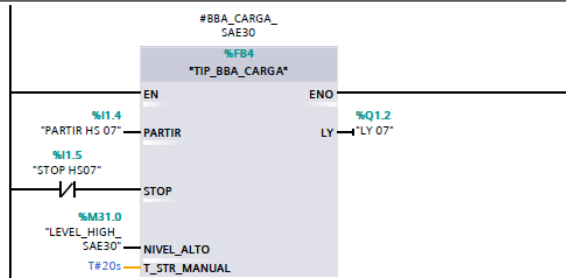 #BBA_CARGA_
SAE30
%FB4
"TIP_BBA_CARGA"
EN ENO
%I1.4
"PARTIR HS 07" PARTIR
%Q1.2
LY "LY 07"
%I1.5
"STOP HS07"
STOP
%M31.0
"LEVEL_HIGH_
SAE30" NIVEL_ALTO
T#20s T_STR_MANUAL